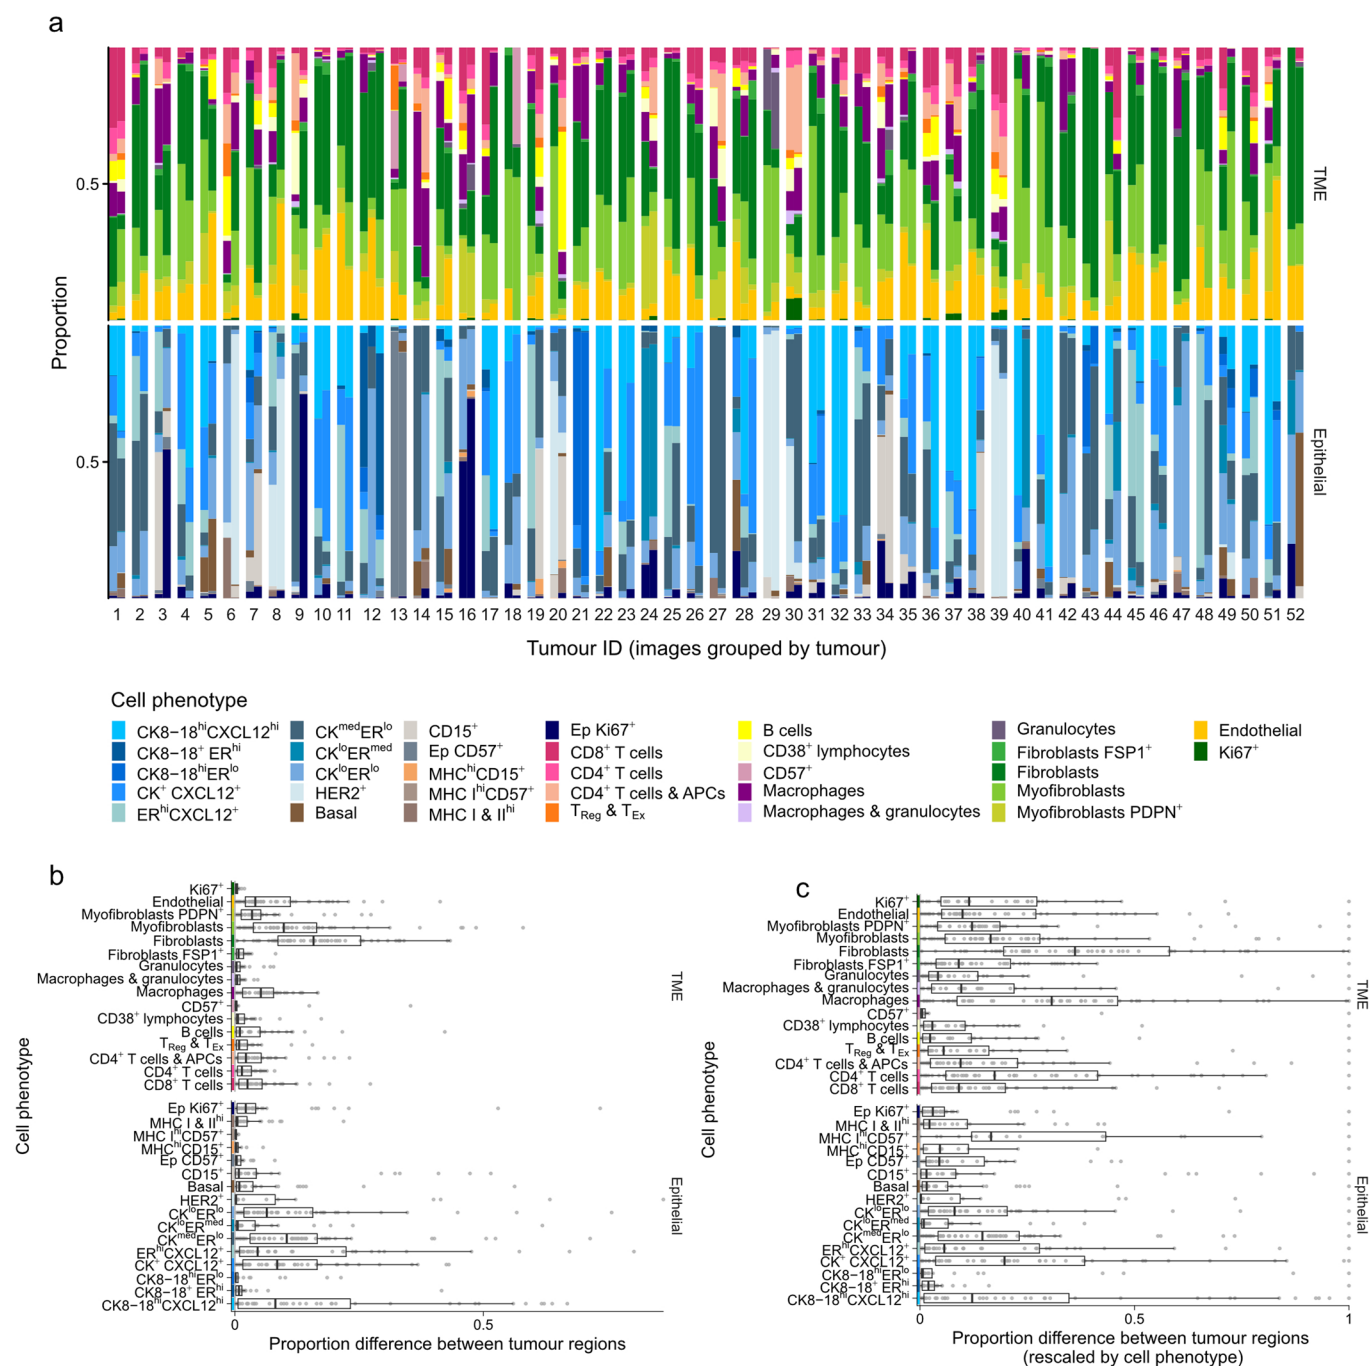 a
TME
0.5
Proportion
Epithelial
0.5
1 2 3 4 5 6 7 8 9 10 11 12 13 14 15 16 17 18 19 20 21 22 23 24 25 26 27 28 29 30 31 32 33 34 35 36 37 38 39 40 41 42 43 44 45 46 47 48 49 50 51 52
Tumour ID (images grouped by tumour)
Cell phenotype
CK8−18hiCXCL12hi
CK8−18+ ERhi
CK8−18hiERlo
CK+ CXCL12+
ERhiCXCL12+
CKmedERlo
CKloERmed
CKloERlo
HER2+
Basal
CD15+
Ep CD57+
MHChiCD15+
MHC IhiCD57+
MHC I & IIhi
Ep Ki67+
CD8+ T cells
CD4+ T cells
CD4+ T cells & APCs
TReg & TEx
B cells
CD38+ lymphocytes
CD57+
Macrophages
Macrophages & granulocytes
Granulocytes
Fibroblasts FSP1+
Fibroblasts
Myofibroblasts
Myofibroblasts PDPN+
Endothelial
Ki67+
b
Cell phenotype
Ki67+
Endothelial
Myofibroblasts PDPN+
Myofibroblasts
Fibroblasts
Fibroblasts FSP1+
Granulocytes
Macrophages & granulocytes
Macrophages
CD57+
CD38+ lymphocytes
B cells
TReg & TEx
CD4+ T cells & APCs
CD4+ T cells
CD8+ T cells
TME
Ep Ki67+
MHC I & IIhi
MHC IhiCD57+
MHChiCD15+
Ep CD57+
CD15+
Basal
HER2+
CKloERlo
CKloERmed
CKmedERlo
ERhiCXCL12+
CK+ CXCL12+
CK8−18hiERlo
CK8−18+ ERhi
CK8−18hiCXCL12hi
Epithelial
0 0.5
Proportion difference between tumour regions
c
Cell phenotype
Ki67+
Endothelial
Myofibroblasts PDPN+
Myofibroblasts
Fibroblasts
Fibroblasts FSP1+
Granulocytes
Macrophages & granulocytes
Macrophages
CD57+
CD38+ lymphocytes
B cells
TReg & TEx
CD4+ T cells & APCs
CD4+ T cells
CD8+ T cells
TME
Ep Ki67+
MHC I & IIhi
MHC IhiCD57+
MHChiCD15+
Ep CD57+
CD15+
Basal
HER2+
CKloERlo
CKloERmed
CKmedERlo
ERhiCXCL12+
CK+ CXCL12+
CK8−18hiERlo
CK8−18+ ERhi
CK8−18hiCXCL12hi
Epithelial
0 0.5 1
Proportion difference between tumour regions
(rescaled by cell phenotype)